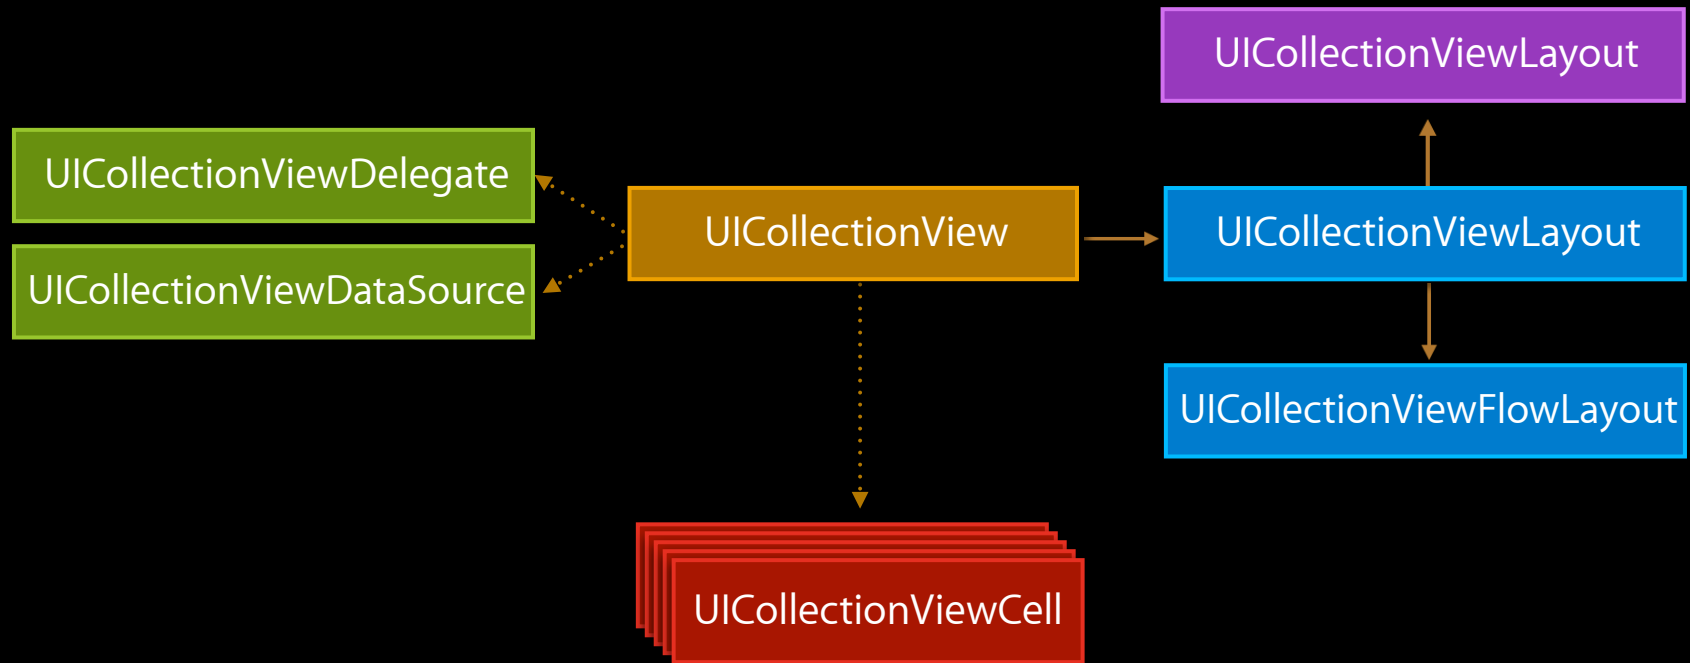 UICollectionViewLayout
UICollectionViewDelegate
UICollectionView
UICollectionViewLayout
UICollectionViewDataSource
UICollectionViewFlowLayout
UICollectionViewCell